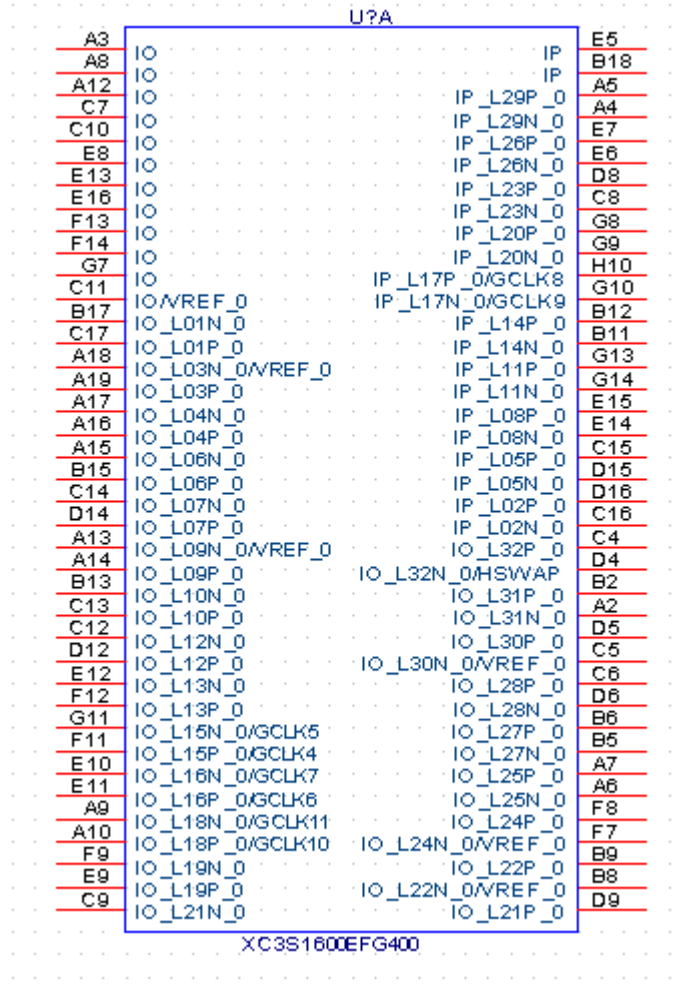 U?A
A3 IO IP E5
A8 IO IP B18
A12 IO IP_L29P_0 A5
C7 IO IP_L29N_0 A4
C10 IO IP_L26P_0 E7
E8 IO IP_L26N_0 E6
E13 IO IP_L23P_0 D8
E16 IO IP_L23N_0 C8
F13 IO IP_L20P_0 G8
F14 IO IP_L20N_0 G9
G7 IO IP_L17P_0/GCLK8 H10
C11 IO/VREF_0 IP_L17N_0/GCLK9 G10
B17 IO_L01N_0 IP_L14P_0 B12
C17 IO_L01P_0 IP_L14N_0 B11
A18 IO_L03N_0/VREF_0 IP_L11P_0 G13
A19 IO_L03P_0 IP_L11N_0 G14
A17 IO_L04N_0 IP_L08P_0 E15
A16 IO_L04P_0 IP_L08N_0 E14
A15 IO_L06N_0 IP_L05P_0 C15
B15 IO_L06P_0 IP_L05N_0 D15
C14 IO_L07N_0 IP_L02P_0 D16
D14 IO_L07P_0 IP_L02N_0 C16
A13 IO_L09N_0/VREF_0 IO_L32P_0 C4
A14 IO_L09P_0 IO_L32N_0/HSWAP D4
B13 IO_L10N_0 IO_L31P_0 B2
C13 IO_L10P_0 IO_L31N_0 A2
C12 IO_L12N_0 IO_L30P_0 D5
D12 IO_L12P_0 IO_L30N_0/VREF_0 C5
E12 IO_L13N_0 IO_L28P_0 C6
F12 IO_L13P_0 IO_L28N_0 D6
G11 IO_L15N_0/GCLK5 IO_L27P_0 B6
F11 IO_L15P_0/GCLK4 IO_L27N_0 B5
E10 IO_L16N_0/GCLK7 IO_L25P_0 A7
E11 IO_L16P_0/GCLK6 IO_L25N_0 A6
A9 IO_L18N_0/GCLK11 IO_L24P_0 F8
A10 IO_L18P_0/GCLK10 IO_L24N_0/VREF_0 F7
F9 IO_L19N_0 IO_L22P_0 B9
E9 IO_L19P_0 IO_L22N_0/VREF_0 B8
C9 IO_L21N_0 IO_L21P_0 D9
XC3S1600EFG400